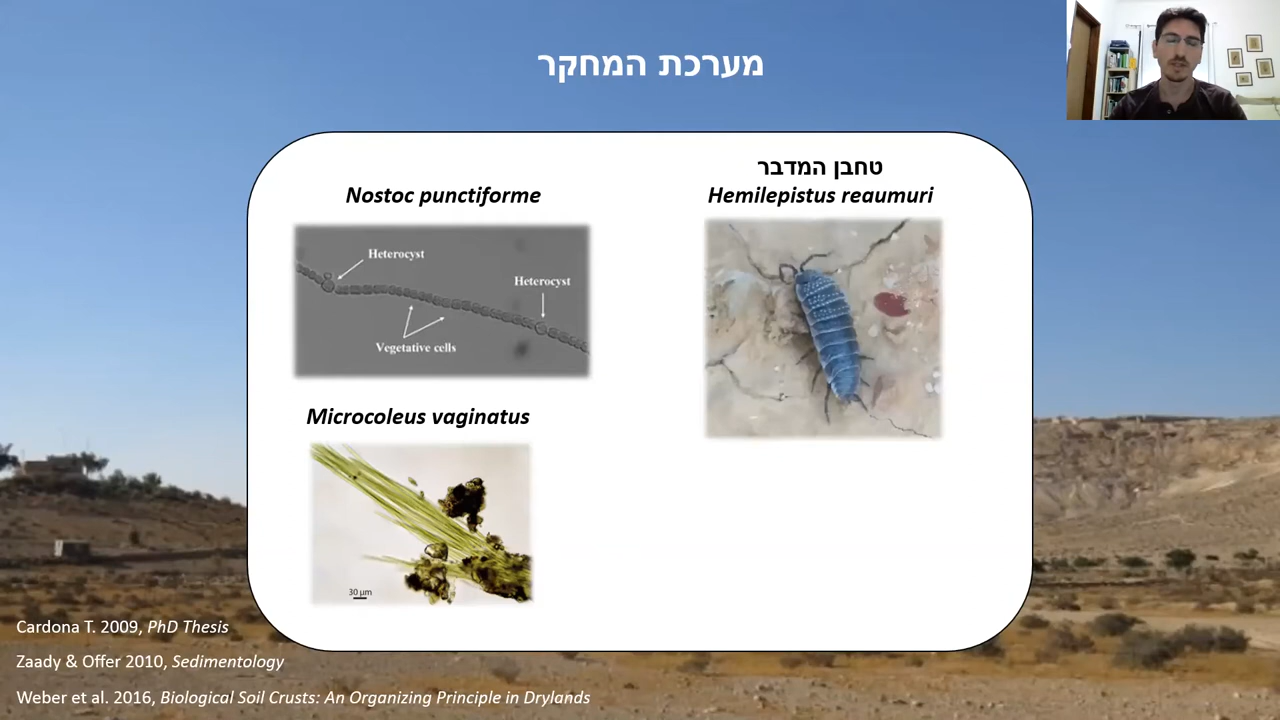 מערכת המחקר
טחבן המדבר
Hemilepistus reaumuri
Nostoc punctiforme
Heterocyst
Heterocyst
Vegetative cells
Microcoleus vaginatus
30 µm
Cardona T. 2009, PhD Thesis
Zaady & Offer 2010, Sedimentology
Weber et al. 2016, Biological Soil Crusts: An Organizing Principle in Drylands